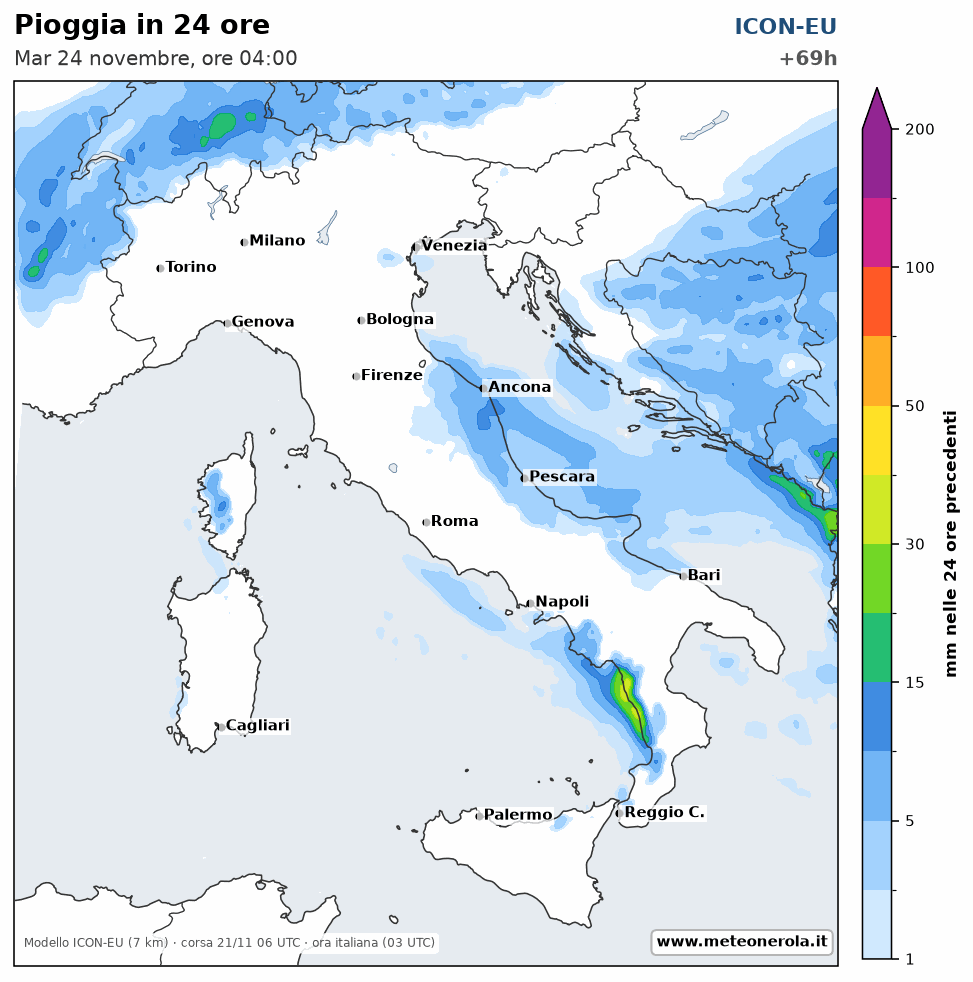 Pioggia in 24 ore
ICON-EU
Mar 24 novembre, ore 04:00
+69h
200
100
50
30
15
5
1
mm nelle 24 ore precedenti
Milano
Venezia
Torino
Genova
Bologna
Firenze
Ancona
Pescara
Roma
Bari
Napoli
Cagliari
Palermo
Reggio C.
Modello ICON-EU (7 km) · corsa 21/11 06 UTC · ora italiana (03 UTC)
www.meteonerola.it